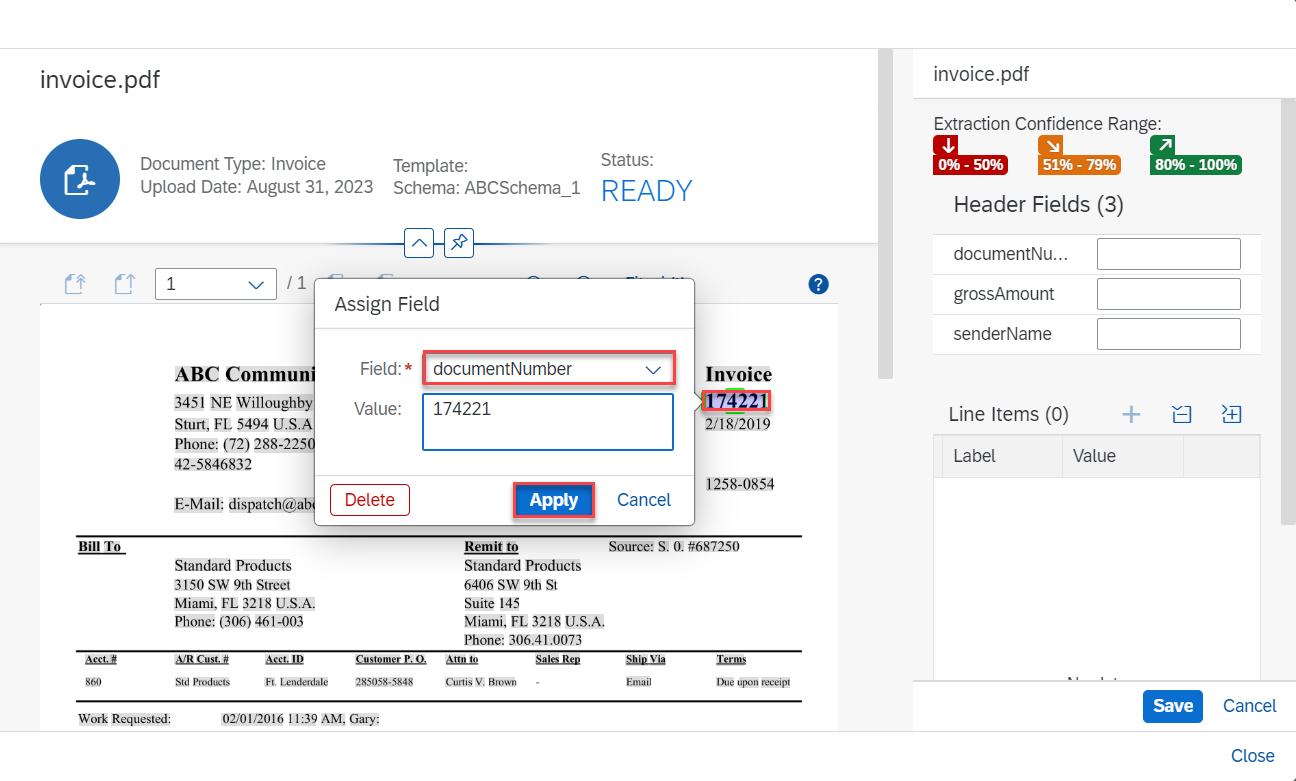 invoice.pdf
Document Type: Invoice
Upload Date: August 31, 2023
Template:
Schema: ABCSchema_1
Status:
READY
1
/ 1
?
Assign Field
Field:*
documentNumber
Value:
174221
Delete
Apply
Cancel
ABC Communi
3451 NE Willoughby
Sturt, FL 5494 U.S.A
Phone: (72) 288-2250
42-5846832
E-Mail: dispatch@abc
Invoice
174221
2/18/2019
1258-0854
Bill To
Standard Products
3150 SW 9th Street
Miami, FL 3218 U.S.A.
Phone: (306) 461-003
Remit to
Standard Products
6406 SW 9th St
Suite 145
Miami, FL 3218 U.S.A.
Phone: 306.41.0073
Source: S. 0. #687250
Acct. # A/R Cust. # Acct. ID Customer P. O. Attn to Sales Rep Ship Via Terms
860 Std Products Ft. Lenderdale 285058-5848 Curtis V. Brown - Email Due upon receipt
Work Requested: 02/01/2016 11:39 AM, Gary:
invoice.pdf
Extraction Confidence Range:
0% - 50% 51% - 79% 80% - 100%
Header Fields (3)
documentNu...
grossAmount
senderName
Line Items (0)
Label Value
Save Cancel
Close